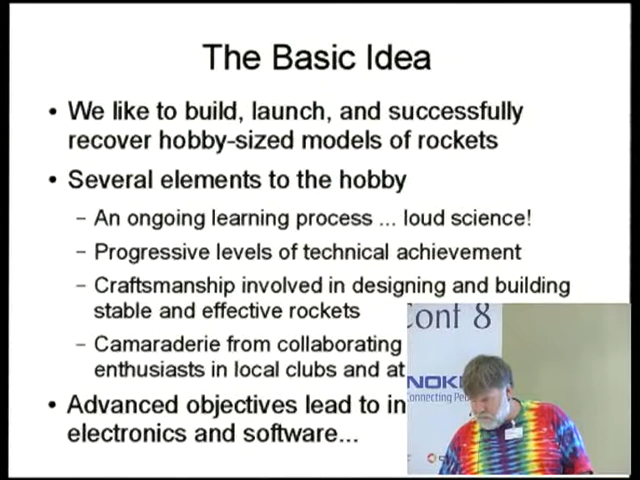 The Basic Idea
• We like to build, launch, and successfully
recover hobby-sized models of rockets
• Several elements to the hobby
– An ongoing learning process ... loud science!
– Progressive levels of technical achievement
– Craftsmanship involved in designing and building
stable and effective rockets
– Camaraderie from collaborating
enthusiasts in local clubs and at
• Advanced objectives lead to in
electronics and software...
Conf 8
NOKI
Connecting Pe